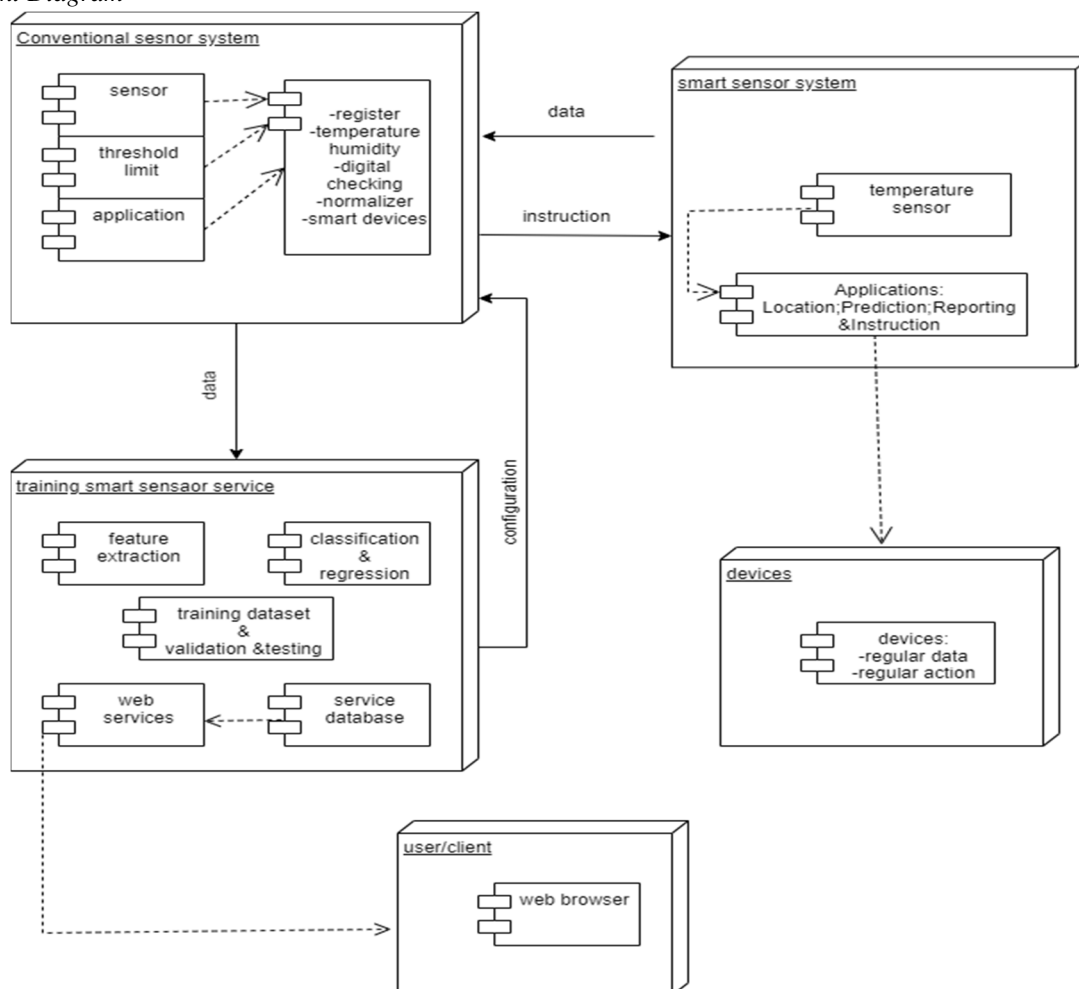 Diagram
Conventional sesnor system
sensor
threshold
limit
application
-register
-temperature
humidity
-digital
checking
-normalizer
-smart devices
data
instruction
smart sensor system
temperature
sensor
Applications:
Location;Prediction;Reporting
&Instruction
data
configuration
training smart sensaor service
feature
extraction
classification
&
regression
training dataset
&
validation &testing
web
services
service
database
devices
devices:
-regular data
-regular action
user/client
web browser